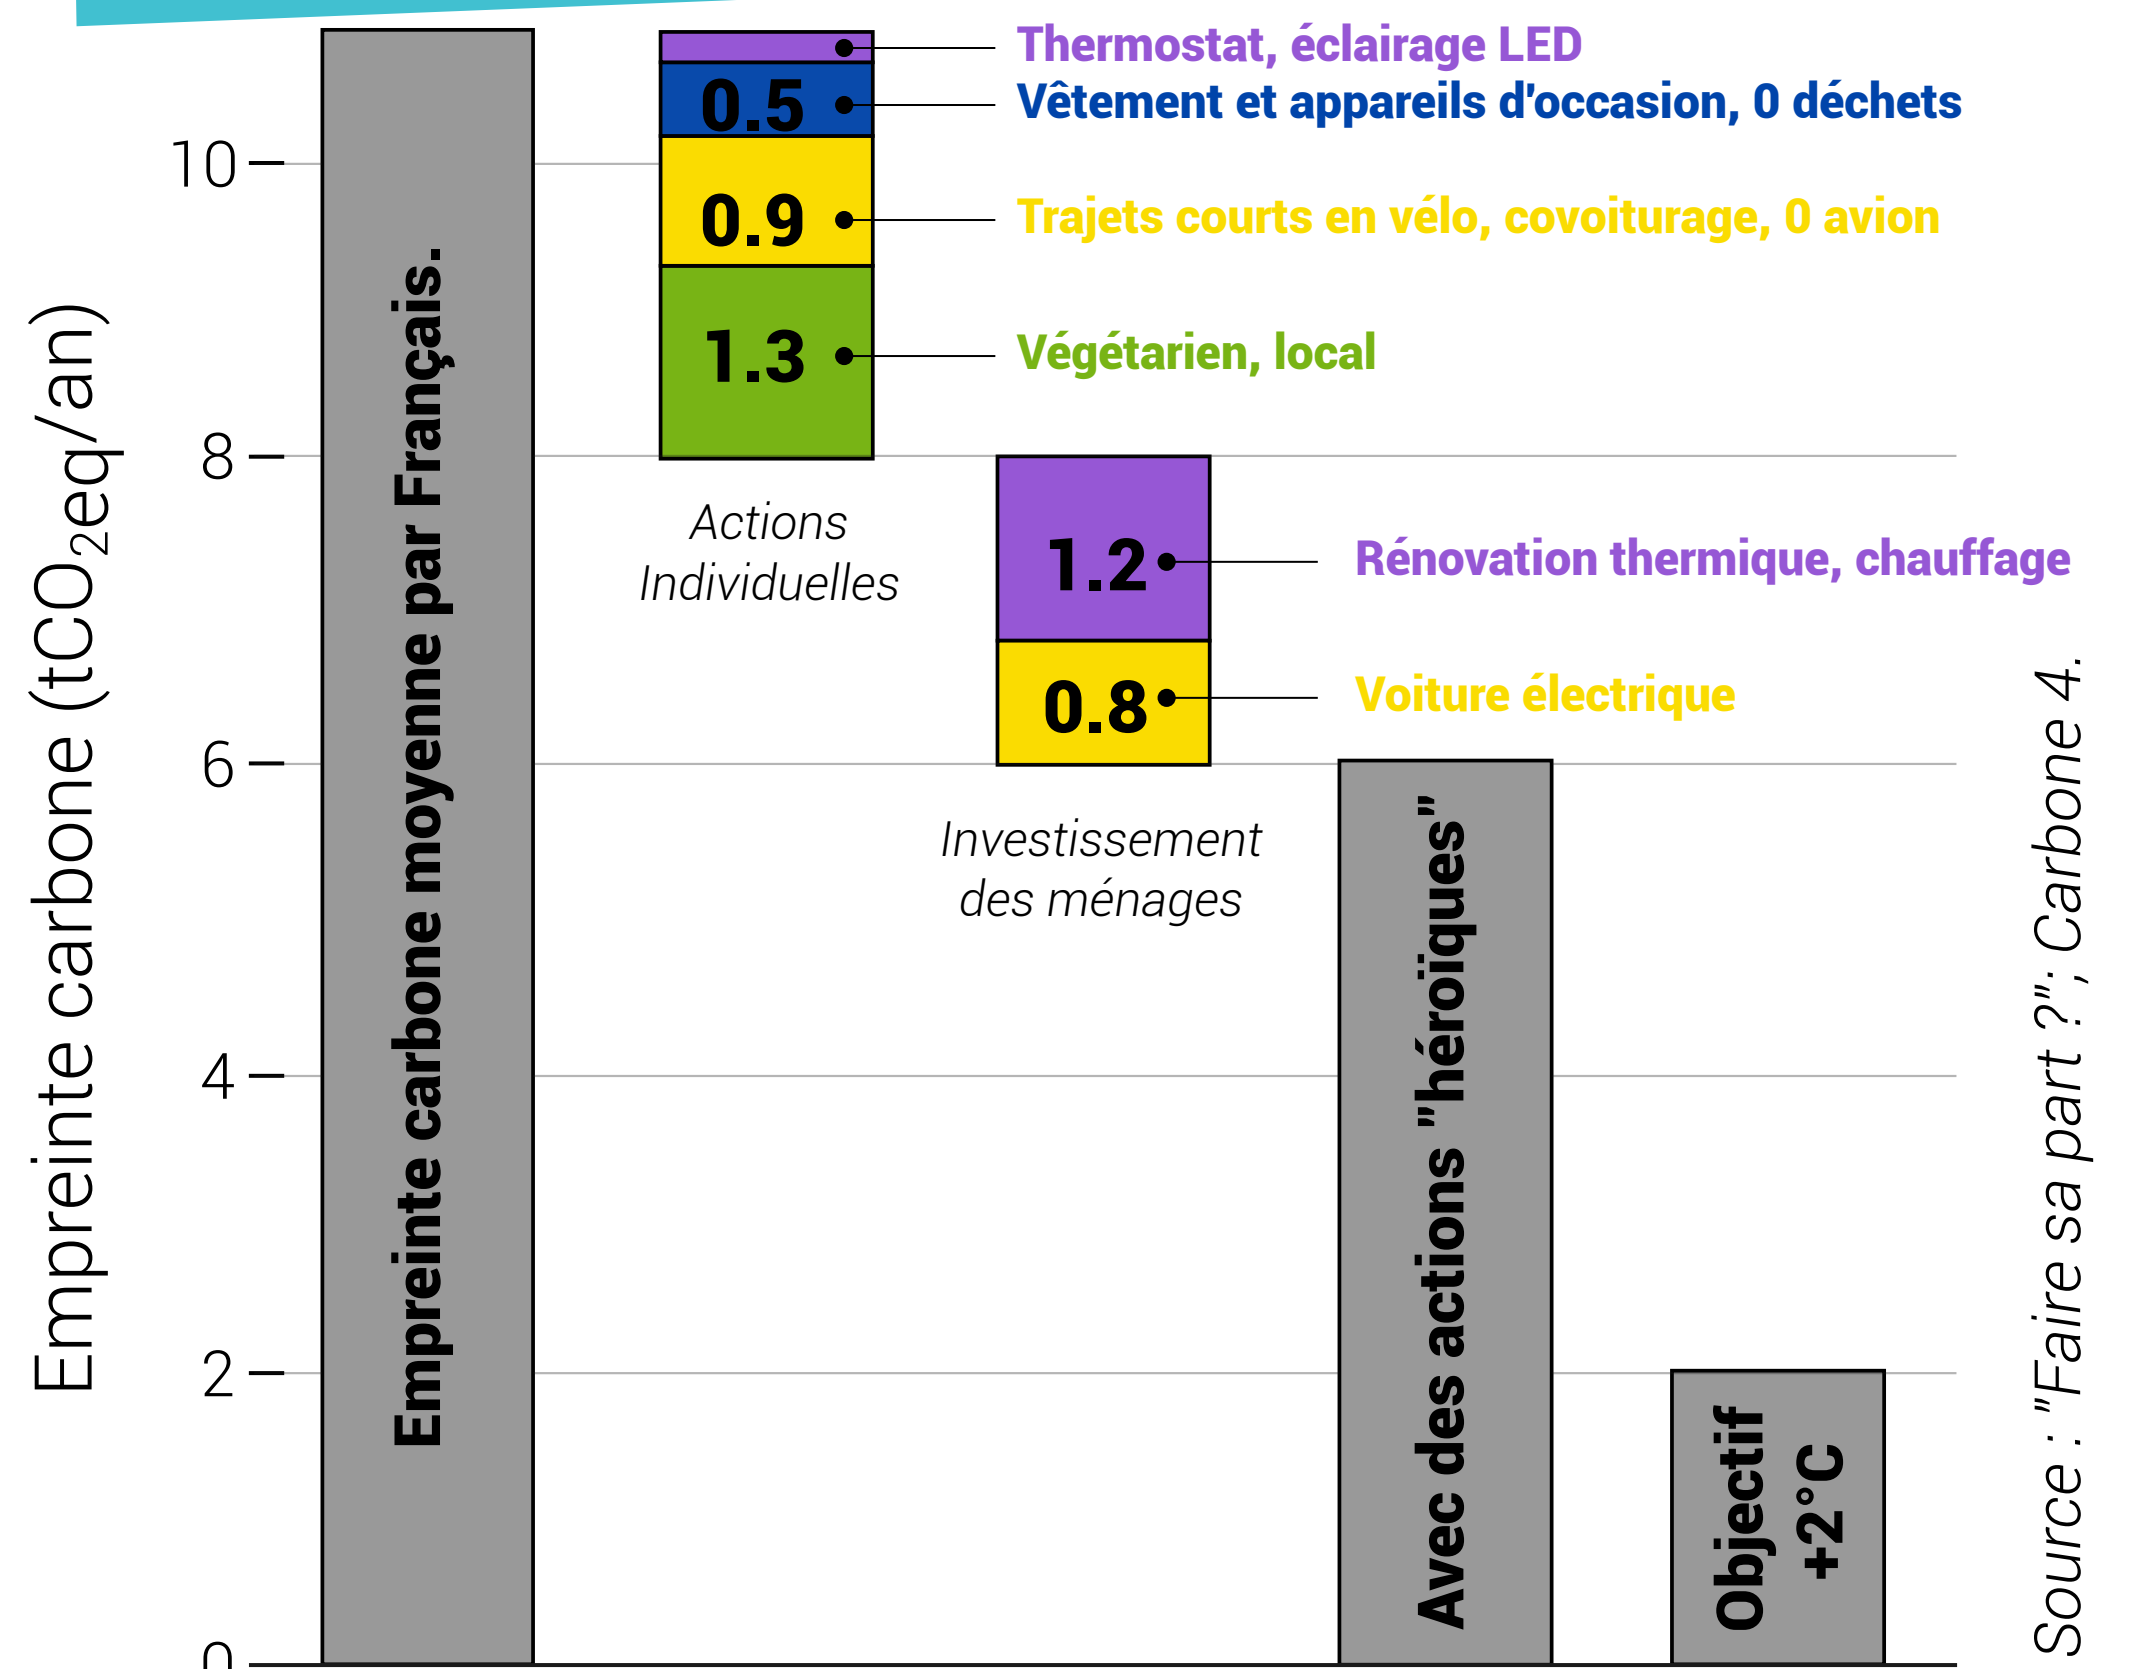 Empreinte carbone (tCO₂eq/an)
10
8
6
4
2
0
Empreinte carbone moyenne par Français.
0.5
0.9
1.3
Thermostat, éclairage LED
Vêtement et appareils d'occasion, 0 déchets
Trajets courts en vélo, covoiturage, 0 avion
Végétarien, local
Actions
Individuelles
1.2
0.8
Rénovation thermique, chauffage
Voiture électrique
Investissement
des ménages
Avec des actions "héroïques"
Objectif
+2°C
Source : "Faire sa part ?"; Carbone 4.